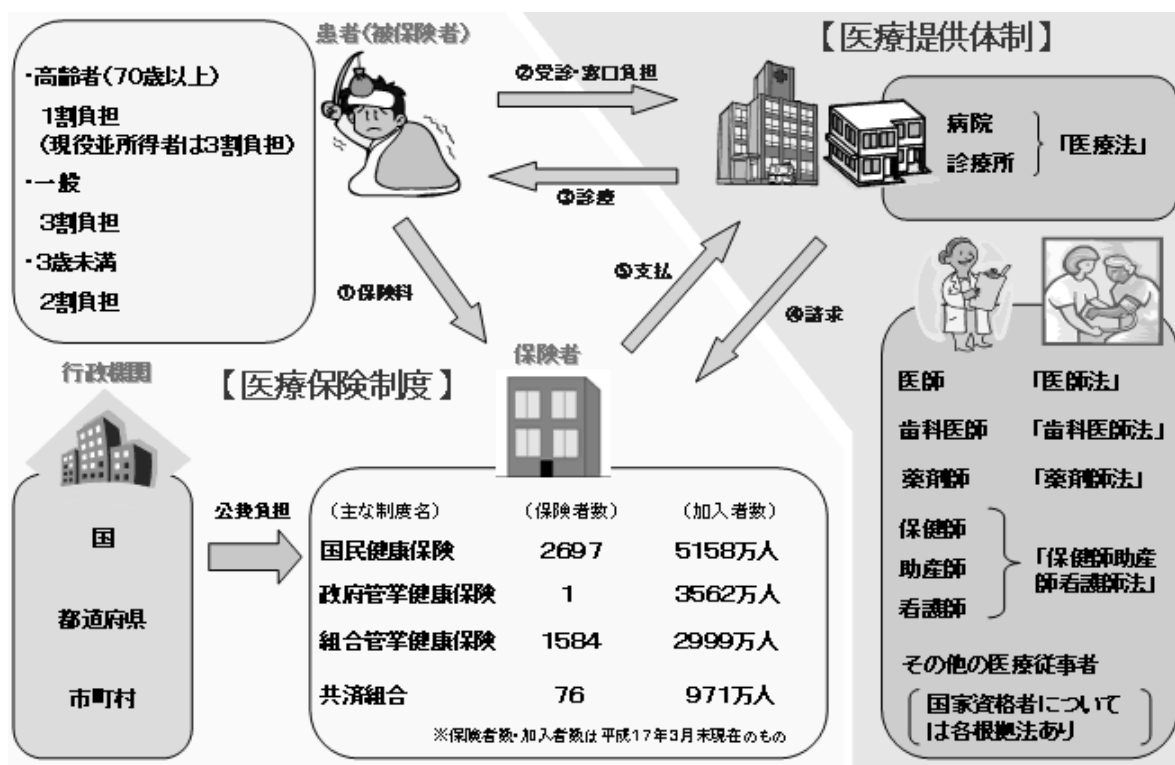 患者(被保険者)
・高齢者(70歳以上)
1割負担
(現役並所得者は3割負担)
・一般
3割負担
・3歳未満
2割負担
②受診・窓口負担
③診療
①保険料
⑤支払
④請求
【医療提供体制】
病院
診療所
「医療法」
医師 「医師法」
歯科医師 「歯科医師法」
薬剤師 「薬剤師法」
保健師
助産師
看護師
「保健師助産
師看護師法」
その他の医療従事者
国家資格者について
は各根拠法あり
行政機関
【医療保険制度】
保険者
国
都道府県
市町村
公費負担
(主な制度名) (保険者数) (加入者数)
国民健康保険 2697 5158万人
政府管掌健康保険 1 3562万人
組合管掌健康保険 1584 2999万人
共済組合 76 971万人
※保険者数・加入者数は平成17年3月末現在のもの